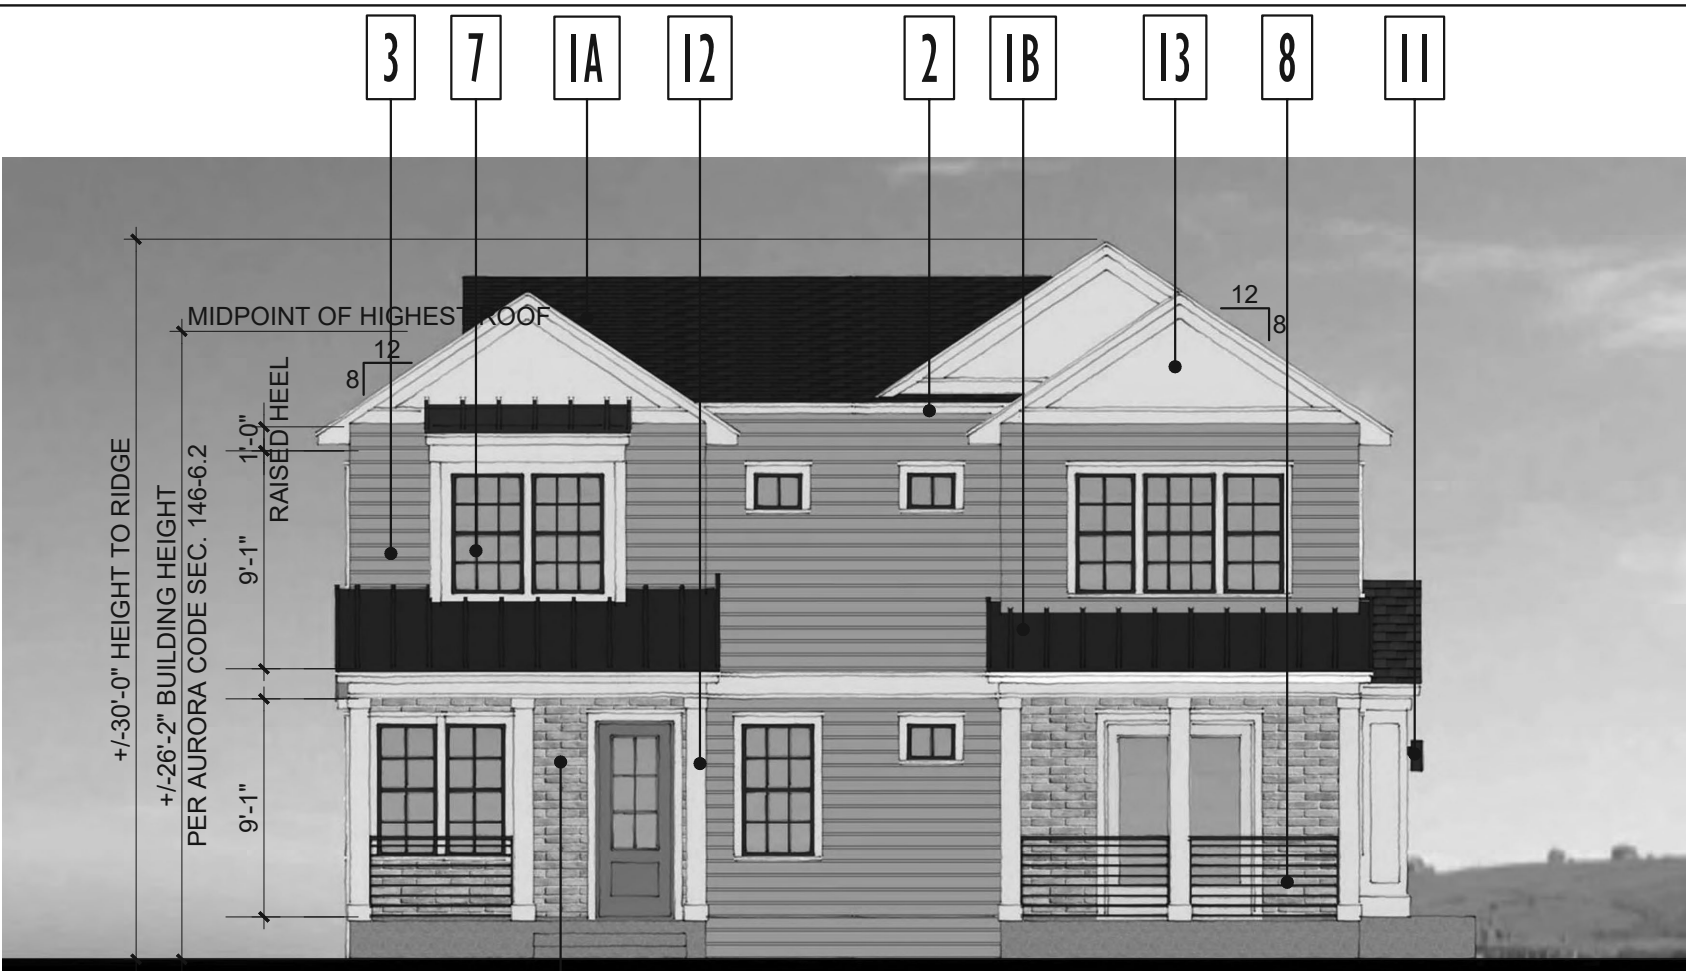 3 7 1A 12 2 1B 13 8 11
MIDPOINT OF HIGHEST ROOF
12
8
12
8
+/-30'-0" HEIGHT TO RIDGE
+/-26'-2" BUILDING HEIGHT
PER AURORA CODE SEC. 146-6.2
1'-0"
RAISED HEEL
9'-1"
9'-1"